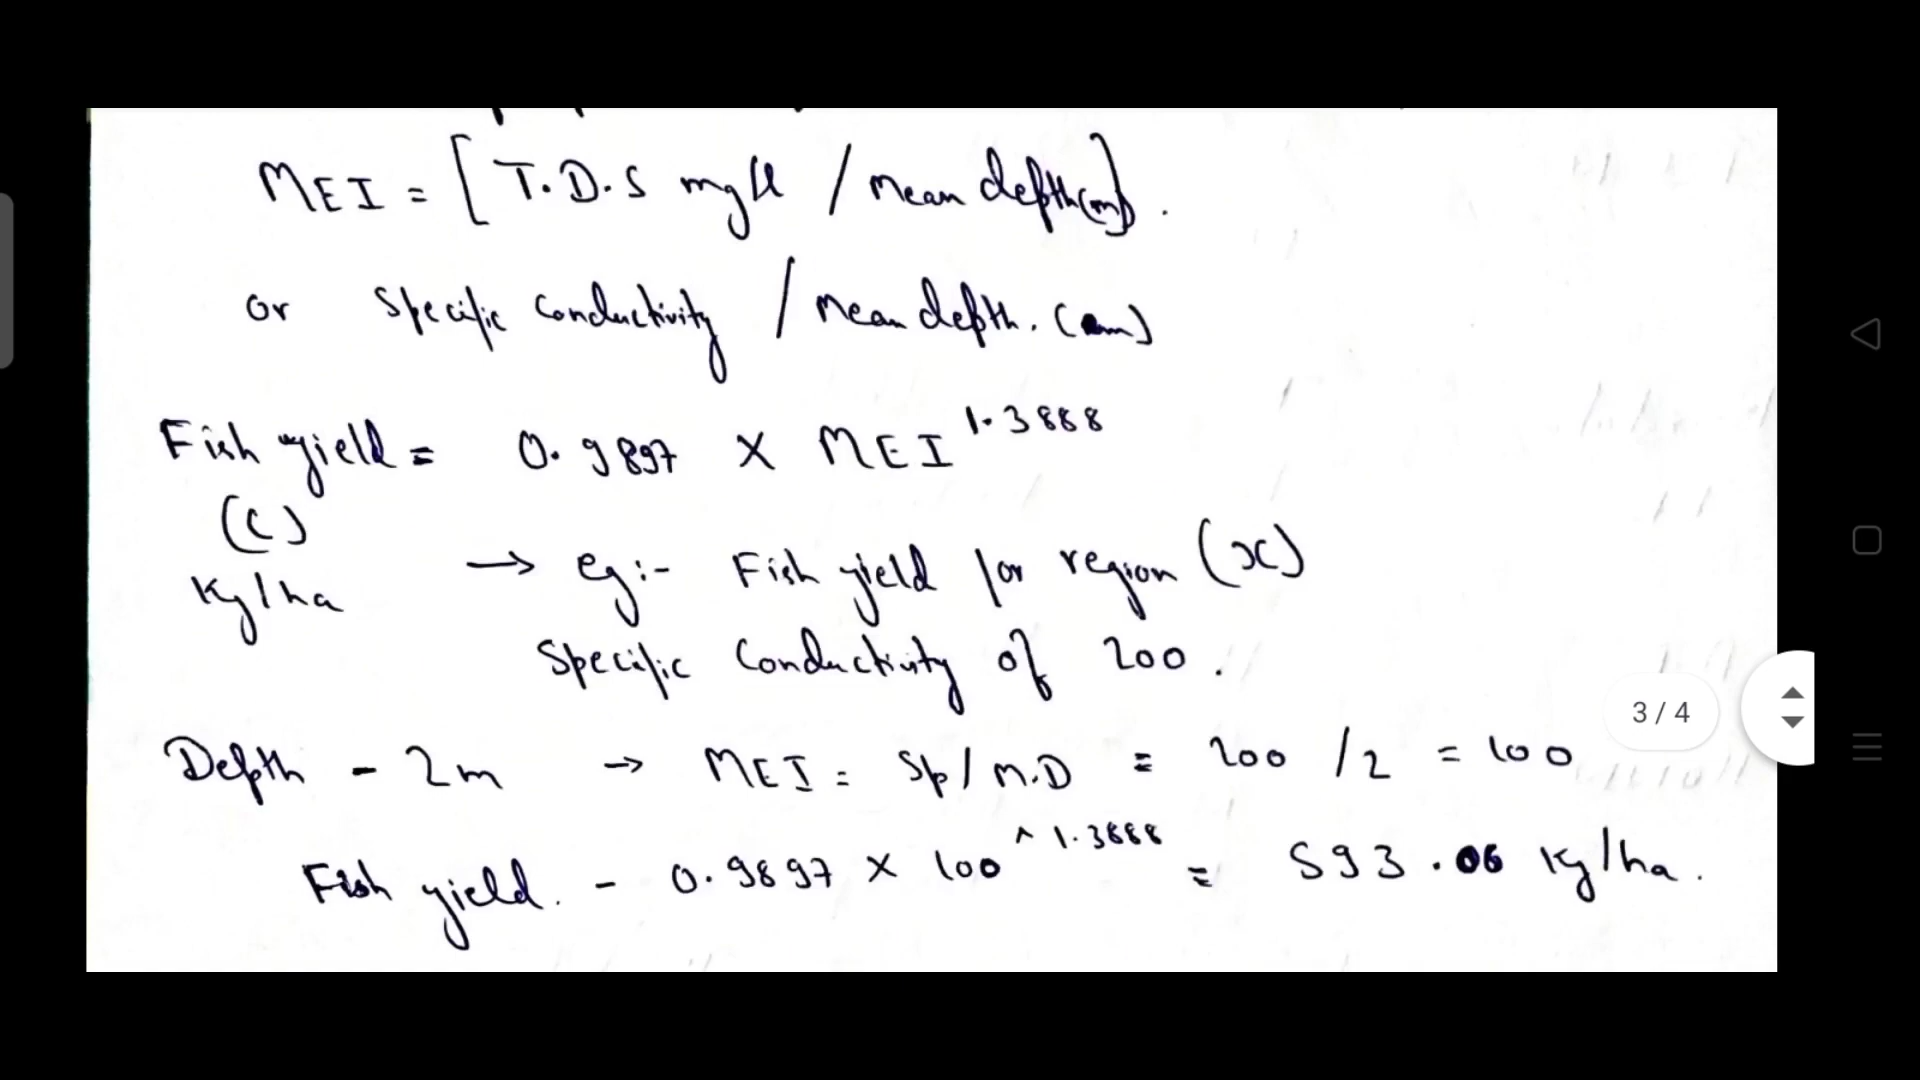 MEI = [T.D.S mg/l / Mean depth(m)].
or Specific Conductivity / Mean depth. (m)
Fish yield = 0.9897 X MEI^1.3888
(C)
Kg/ha
→ eg:- Fish yield for region (x)
Specific Conductivity of 200.
3 / 4
Depth - 2m → MEI = Sp/M.D = 200 /2 = 100
Fish yield. - 0.9897 X 100 ^ 1.3888 = 593.06 Kg/ha.